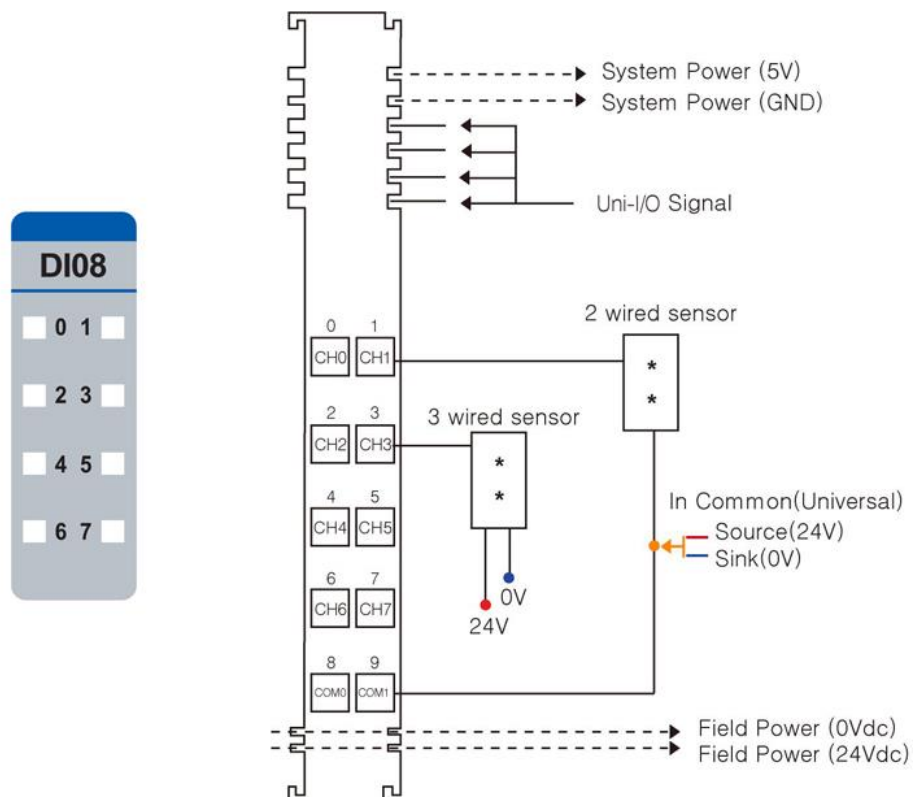 System Power (5V)
System Power (GND)
Uni-I/O Signal
DI08
0 1
2 3
4 5
6 7
2 wired sensor
0 1
CH0 CH1
* *
3 wired sensor
2 3
CH2 CH3
* *
In Common(Universal)
Source(24V)
Sink(0V)
4 5
CH4 CH5
0V
24V
6 7
CH6 CH7
8 9
COM0 COM1
Field Power (0Vdc)
Field Power (24Vdc)